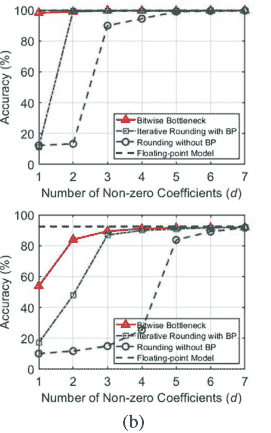 100
80
60
40
20
0
Accuracy (%)
Bitwise Bottleneck
Iterative Rounding with BP
Rounding without BP
Floating-point Model
1 2 3 4 5 6 7
Number of Non-zero Coefficients (d)
100
80
60
40
20
0
Accuracy (%)
Bitwise Bottleneck
Iterative Rounding with BP
Rounding without BP
Floating-point Model
1 2 3 4 5 6 7
Number of Non-zero Coefficients (d)
(b)